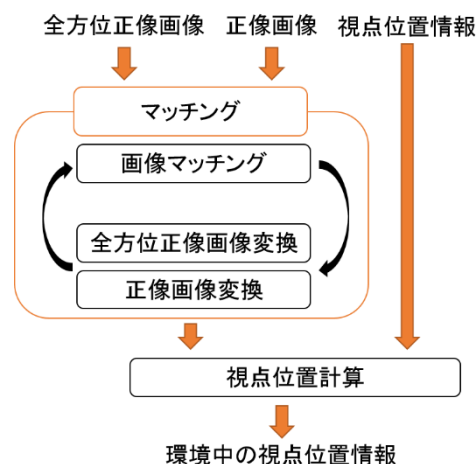 全方位正像画像 正像画像 視点位置情報
マッチング
画像マッチング
全方位正像画像変換
正像画像変換
視点位置計算
環境中の視点位置情報